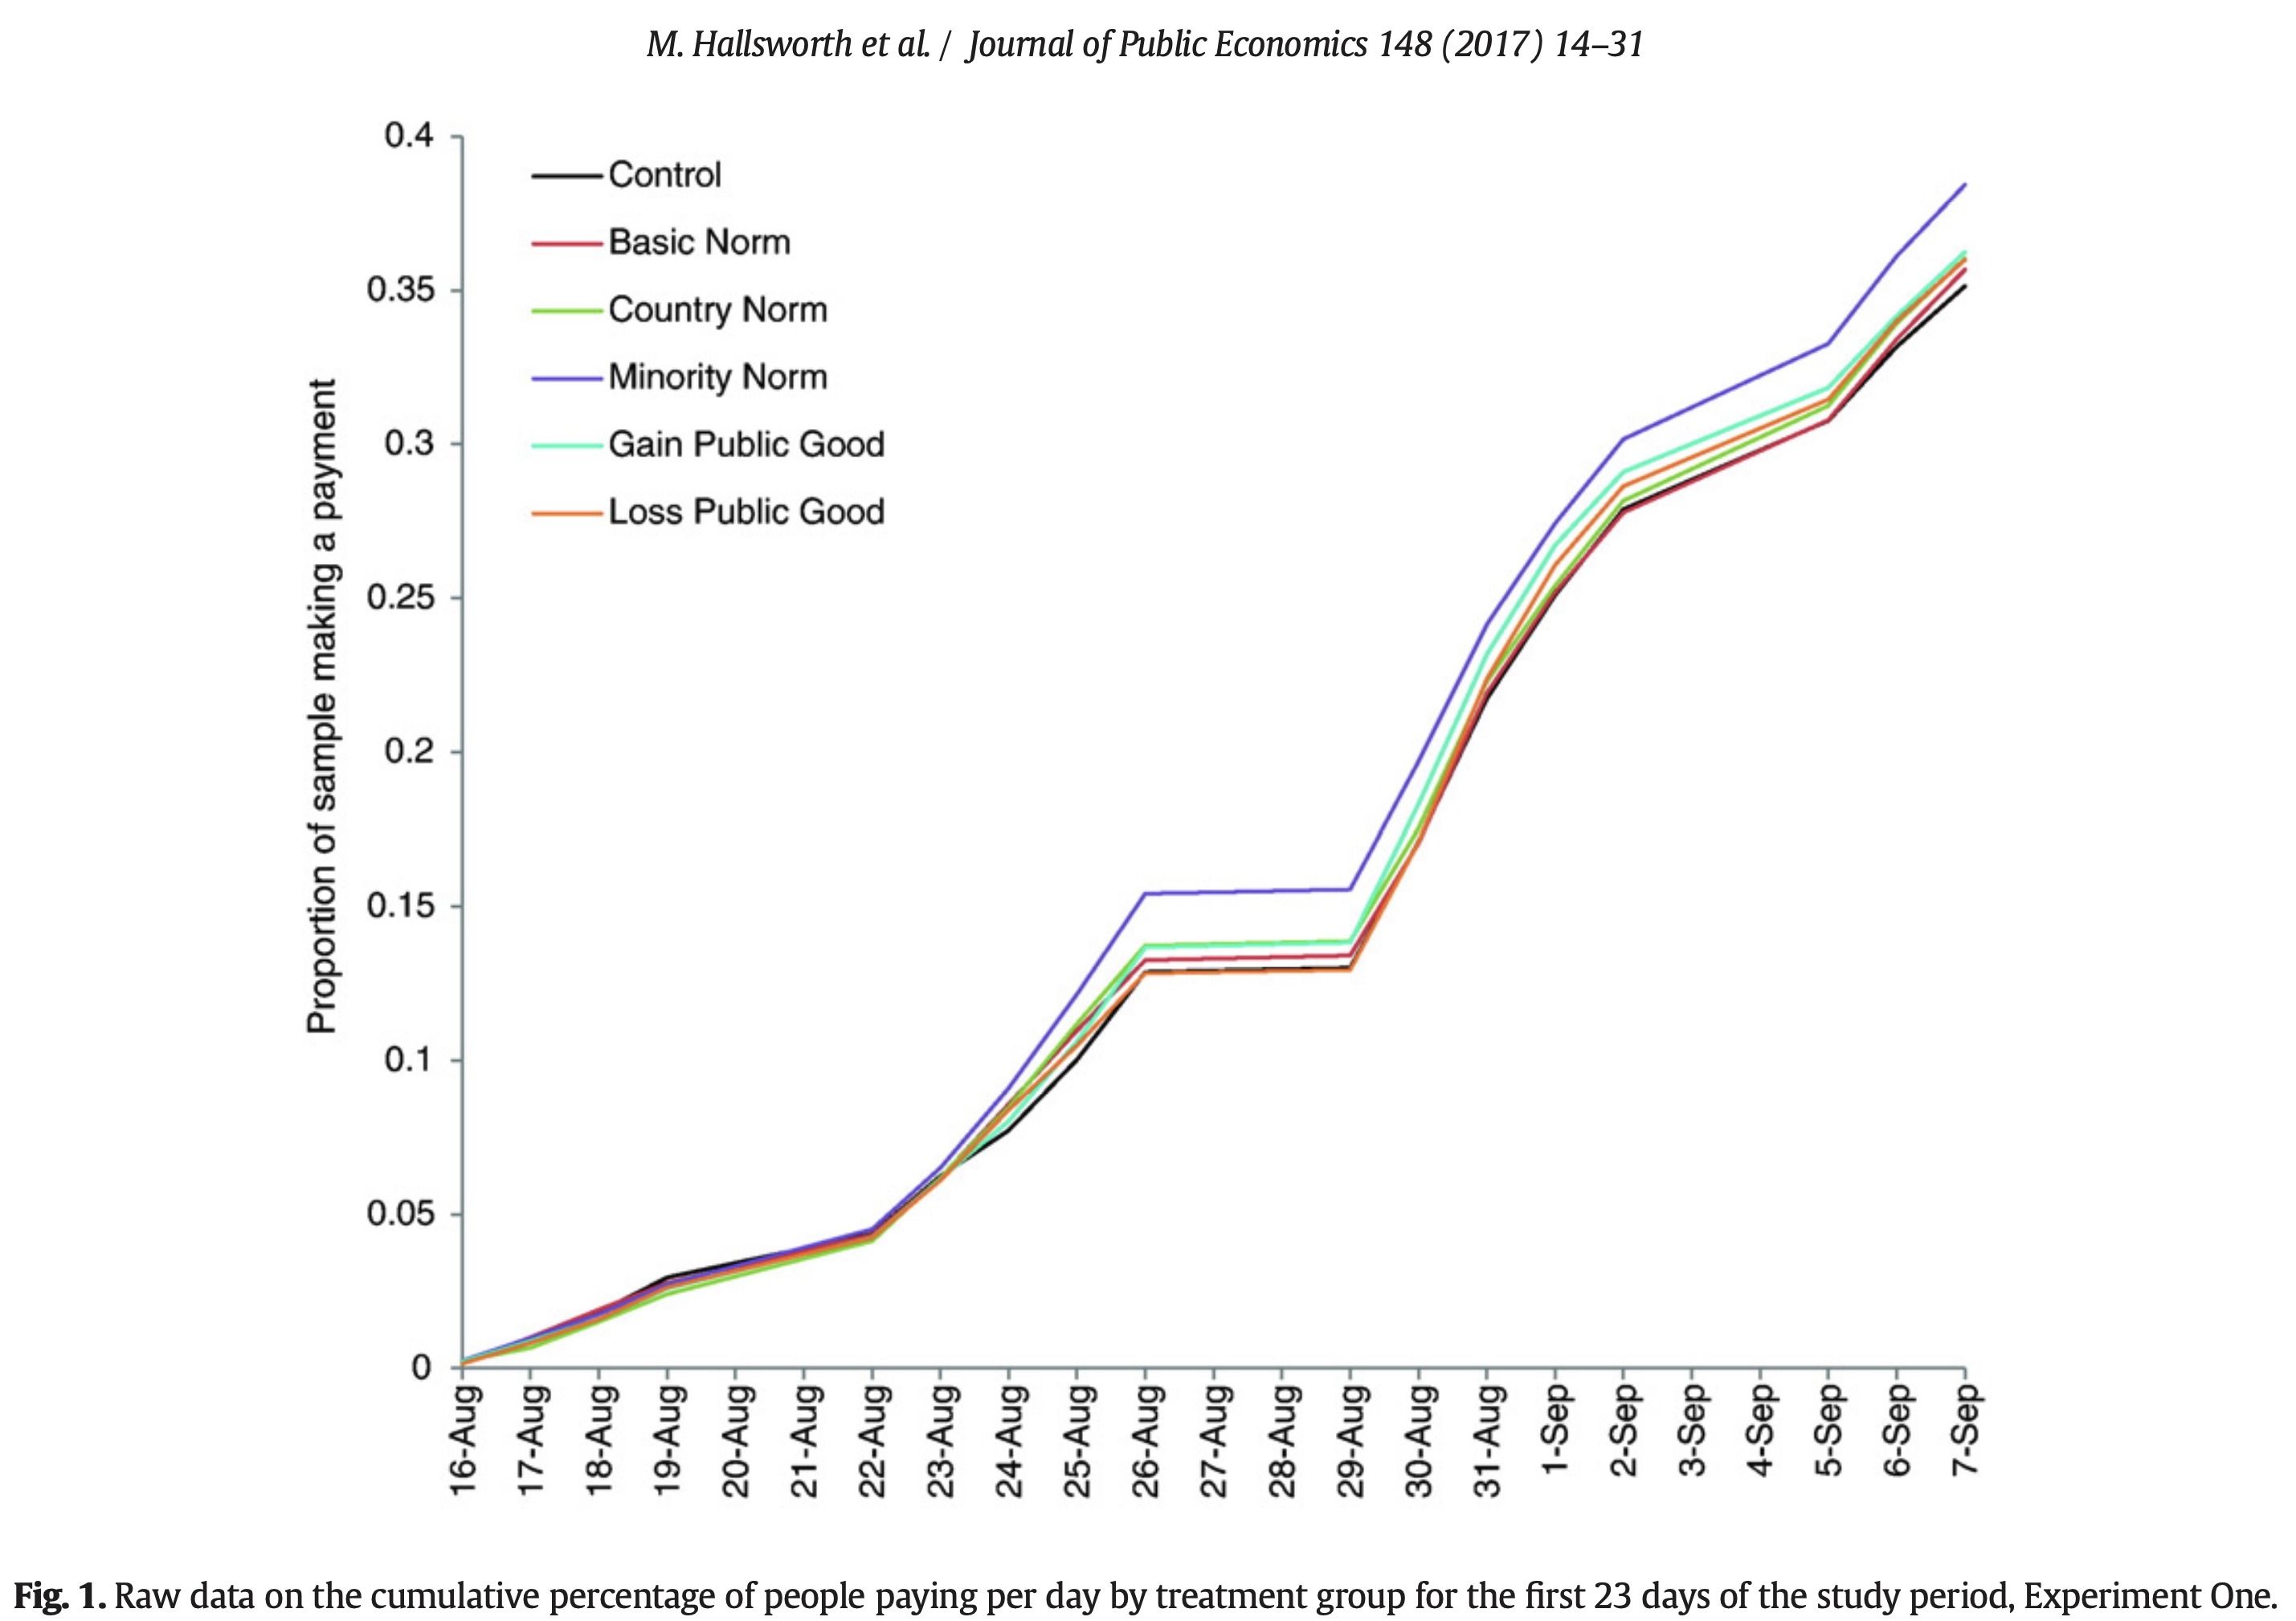 M. Hallsworth et al. / Journal of Public Economics 148 (2017) 14–31
0.4
0.35
0.3
0.25
0.2
0.15
0.1
0.05
0
Proportion of sample making a payment
Control
Basic Norm
Country Norm
Minority Norm
Gain Public Good
Loss Public Good
16-Aug
17-Aug
18-Aug
19-Aug
20-Aug
21-Aug
22-Aug
23-Aug
24-Aug
25-Aug
26-Aug
27-Aug
28-Aug
29-Aug
30-Aug
31-Aug
1-Sep
2-Sep
3-Sep
4-Sep
5-Sep
6-Sep
7-Sep
Fig. 1. Raw data on the cumulative percentage of people paying per day by treatment group for the first 23 days of the study period, Experiment One.